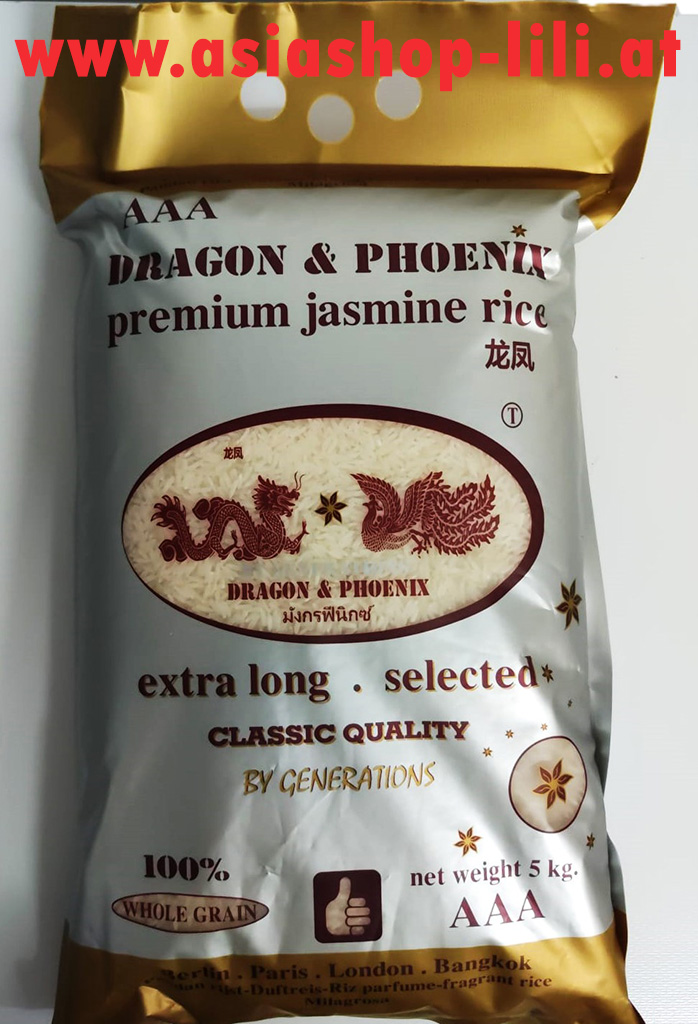 www.asiashop-lili.at
AAA
DRAGON & PHOENIX
premium jasmine rice
龙凤
T
龙凤
DRAGON & PHOENIX
มังกรฟีนิกซ์
extra long . selected
CLASSIC QUALITY
BY GENERATIONS
100%
WHOLE GRAIN
net weight 5 kg.
AAA
Berlin . Paris . London . Bangkok
-Duftreis-Riz parfume-fragrant rice
Milagrosa